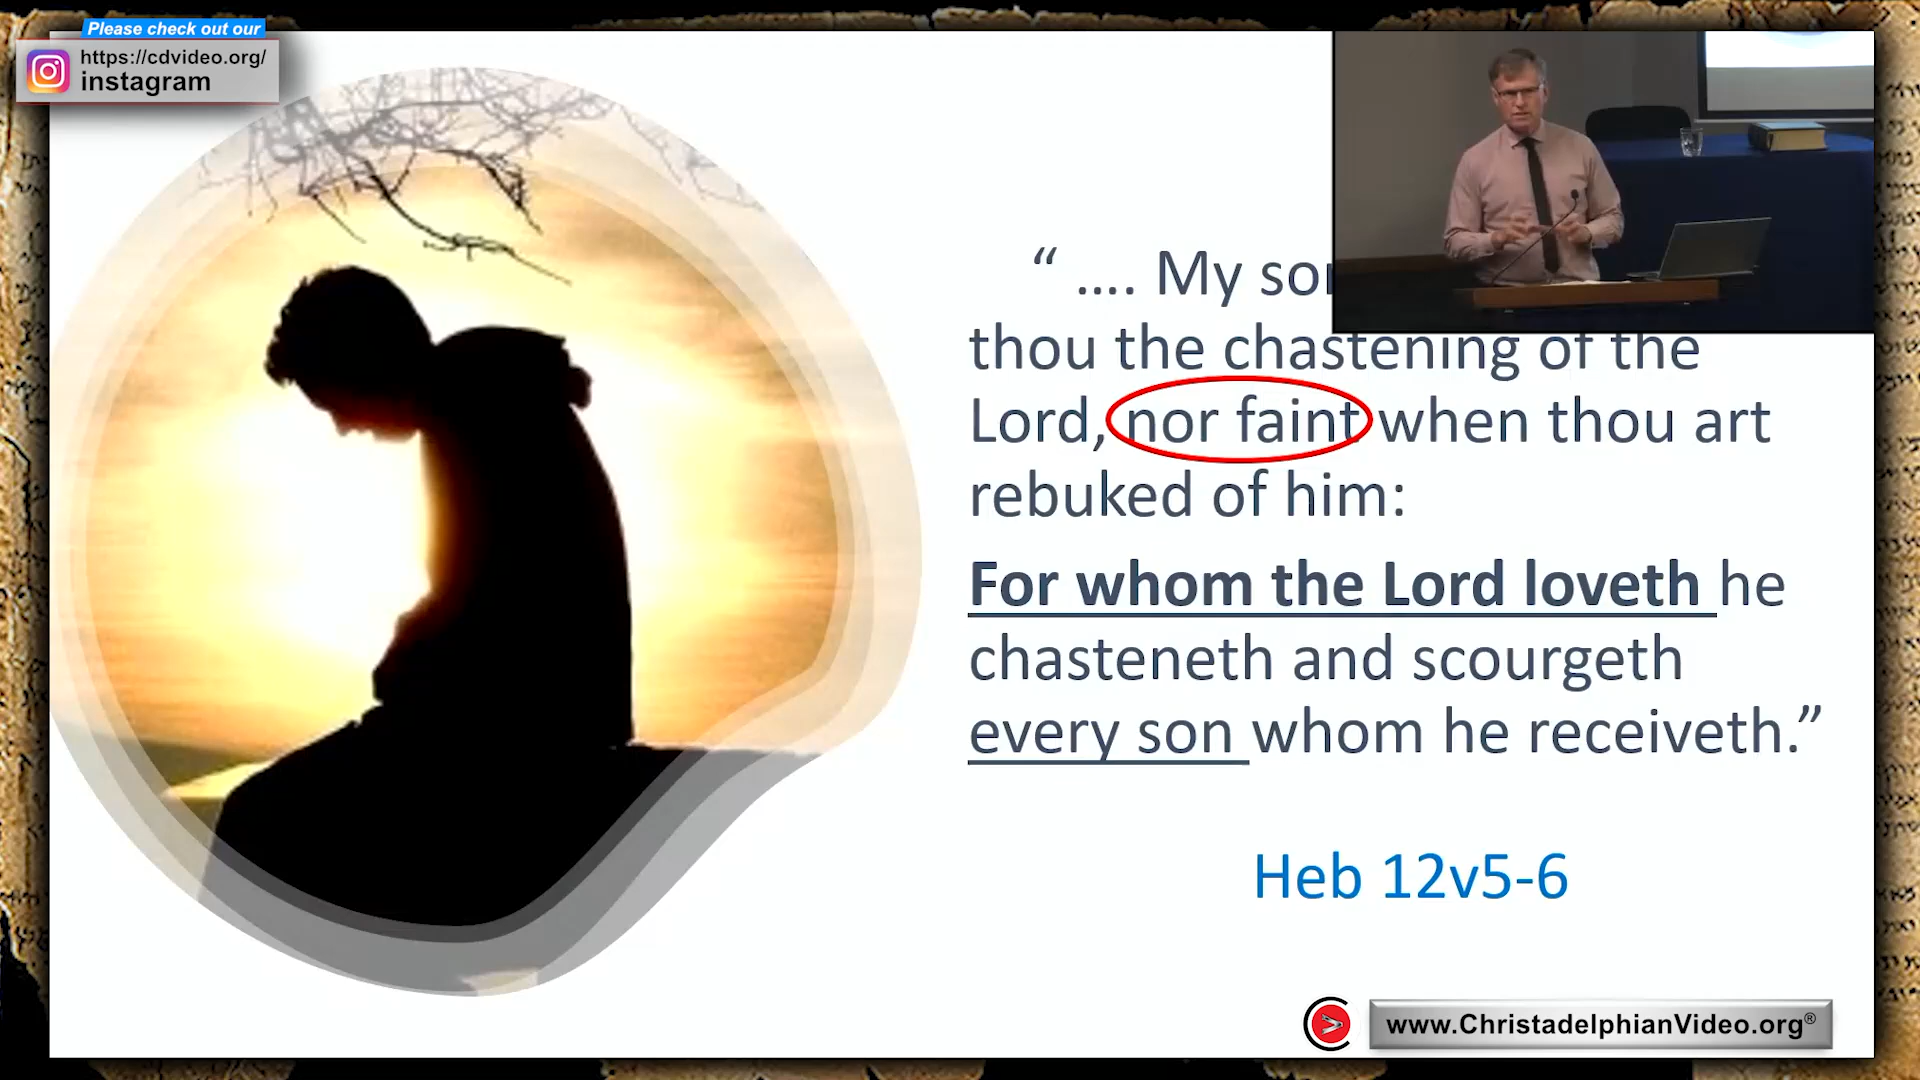 Please check out our
https://cdvideo.org/
instagram
“ .... My
thou the chastening of the
Lord, nor faint when thou art
rebuked of him:
For whom the Lord loveth he
chasteneth and scourgeth
every son whom he receiveth.”
Heb 12v5-6
www.ChristadelphianVideo.org®